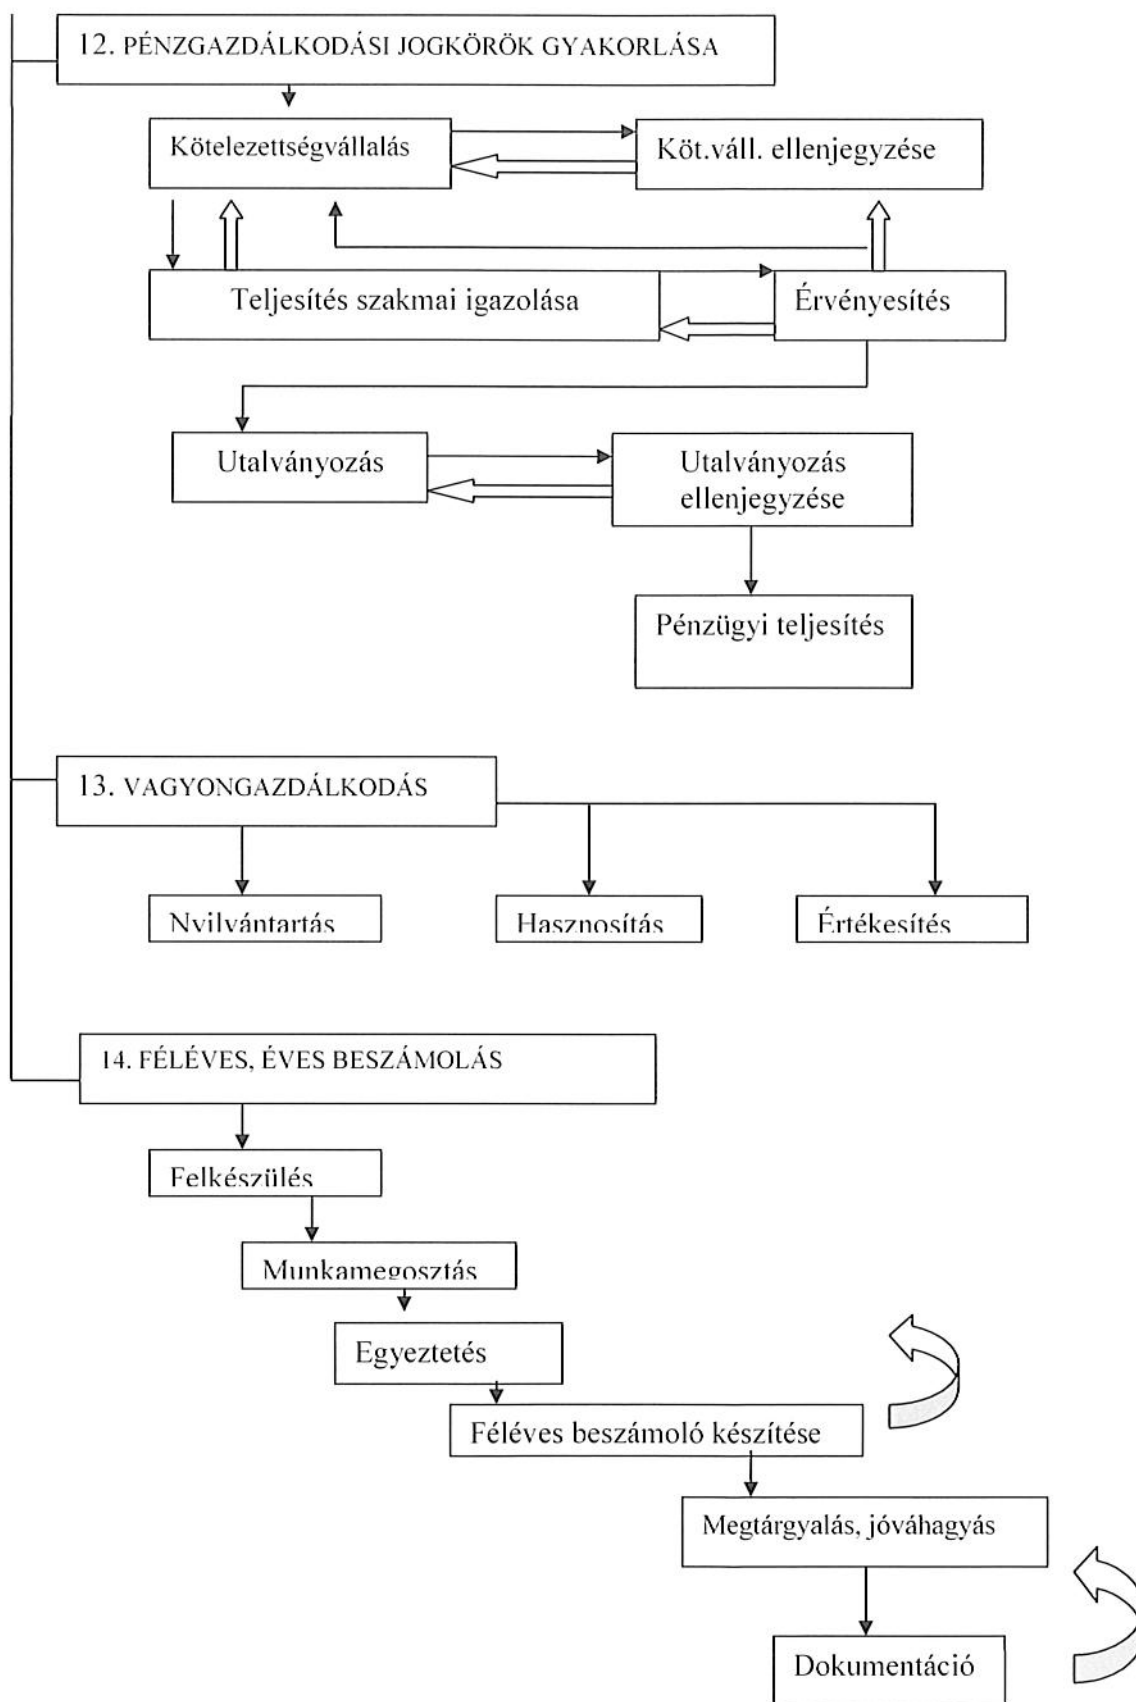 12. PÉNZGAZDÁLKODÁSI JOGKÖRÖK GYAKORLÁSA
Kötelezettségvállalás
Köt.váll. ellenjegyzése
Teljesítés szakmai igazolása
Érvényesítés
Utalványozás
Utalványozás
ellenjegyzése
Pénzügyi teljesítés
13. VAGYONGAZDÁLKODÁS
Nyilvántartás
Hasznosítás
Értékesítés
14. FÉLÉVES, ÉVES BESZÁMOLÁS
Felkészülés
Munkamegosztás
Egyeztetés
Féléves beszámoló készítése
Megtárgyalás, jóváhagyás
Dokumentáció